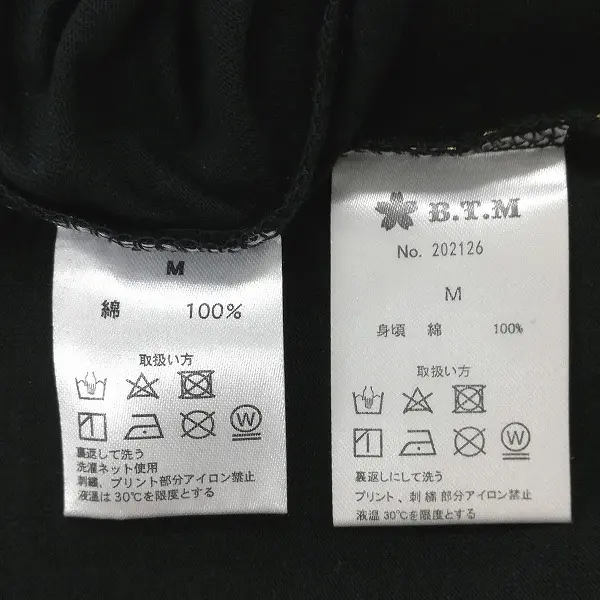 M
綿 100%
取扱い方
W
裏返して洗う
洗濯ネット使用
刺繍、プリント部分アイロン禁止
液温は30℃を限度とする
B.T.M
No. 202126
M
身頃 綿 100%
取扱い方
W
裏返しにして洗う
プリント、刺繍部分アイロン禁止
液温30℃を限度とする